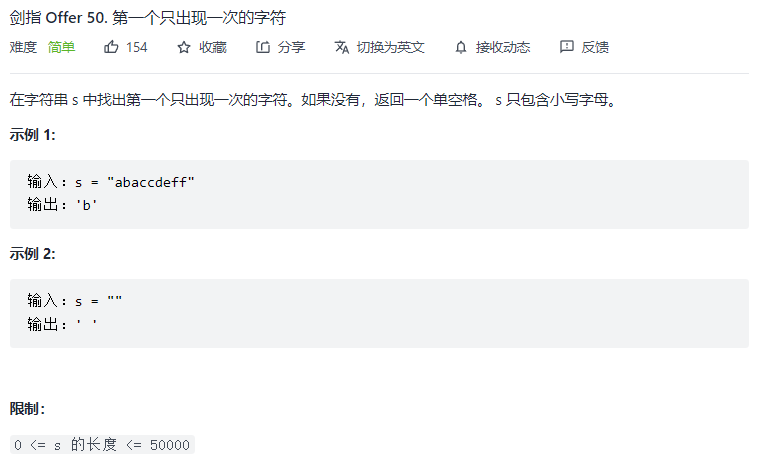 剑指 Offer 50. 第一个只出现一次的字符
难度 简单 154 收藏 分享 切换为英文 接收动态 反馈
在字符串 s 中找出第一个只出现一次的字符。如果没有，返回一个单空格。 s 只包含小写字母。
示例 1:
输入：s = "abaccdeff"
输出：'b'
示例 2:
输入：s = ""
输出：' '
限制：
0 <= s 的长度 <= 50000